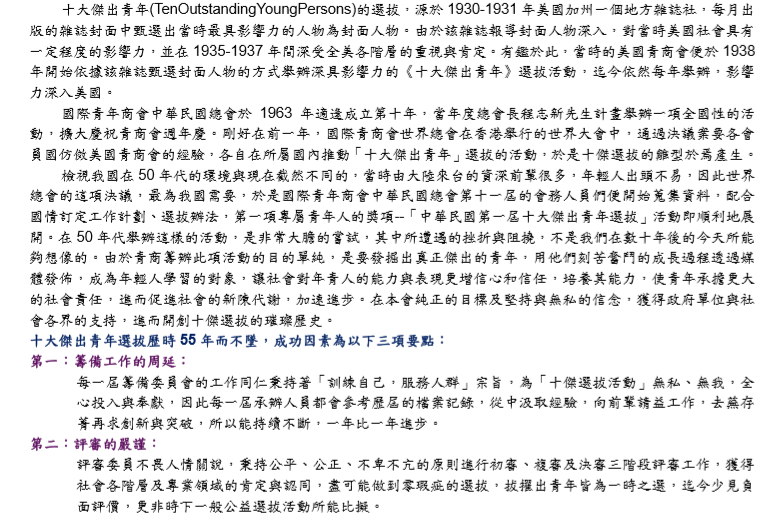 十大傑出青年(TenOutstandingYoungPersons)的選拔，源於 1930-1931 年美國加州一個地方雜誌社，每月出
版的雜誌封面中甄選出當時最具影響力的人物為封面人物。由於該雜誌報導封面人物深入，對當時美國社會具有
一定程度的影響力，並在 1935-1937 年間深受全美各階層的重視與肯定。有鑑於此，當時的美國青商會便於 1938
年開始依據該雜誌甄選封面人物的方式舉辦深具影響力的《十大傑出青年》選拔活動，迄今依然每年舉辦，影響
力深入美國。
國際青年商會中華民國總會於 1963 年適逢成立第十年，當年度總會長程志新先生計畫舉辦一項全國性的活
動，擴大慶祝青商會週年慶。剛好在前一年，國際青商會世界總會在香港舉行的世界大會中，通過決議案要各會
員國仿倣美國青商會的經驗，各自在所屬國內推動「十大傑出青年」選拔的活動，於是十傑選拔的雛型於焉產生。
檢視我國在 50 年代的環境與現在截然不同的，當時由大陸來台的資深前輩很多，年輕人出頭不易，因此世界
總會的這項決議，最為我國需要，於是國際青年商會中華民國總會第十一屆的會務人員們便開始蒐集資料，配合
國情訂定工作計劃、選拔辦法，第一項專屬青年人的獎項--「中華民國第一屆十大傑出青年選拔」活動即順利地展
開。在 50 年代舉辦這樣的活動，是非常大膽的嘗試，其中所遭遇的挫折與阻撓，不是我們在數十年後的今天所能
夠想像的。由於青商籌辦此項活動的目的單純，是要發掘出真正傑出的青年，用他們刻苦奮鬥的成長過程透過媒
體發佈，成為年輕人學習的對象，讓社會對年青人的能力與表現更增信心和信任，培養其能力，使青年承擔更大
的社會責任，進而促進社會的新陳代謝，加速進步。在本會純正的目標及堅持與無私的信念，獲得政府單位與社
會各界的支持，進而開創十傑選拔的璀璨歷史。
十大傑出青年選拔歷時 55 年而不墜，成功因素為以下三項要點：
第一：籌備工作的周延：
每一屆籌備委員會的工作同仁秉持著「訓練自己，服務人群」宗旨，為「十傑選拔活動」無私、無我，全
心投入與奉獻，因此每一屆承辦人員都會參考歷屆的檔案記錄，從中汲取經驗，向前輩請益工作，去蕪存
菁再求創新與突破，所以能持續不斷，一年比一年進步。
第二：評審的嚴謹：
評審委員不畏人情關說，秉持公平、公正、不卑不亢的原則進行初審、複審及決審三階段評審工作，獲得
社會各階層及專業領域的肯定與認同，盡可能做到零瑕疵的選拔，拔擢出青年皆為一時之選，迄今少見負
面評價，更非時下一般公益選拔活動所能比擬。